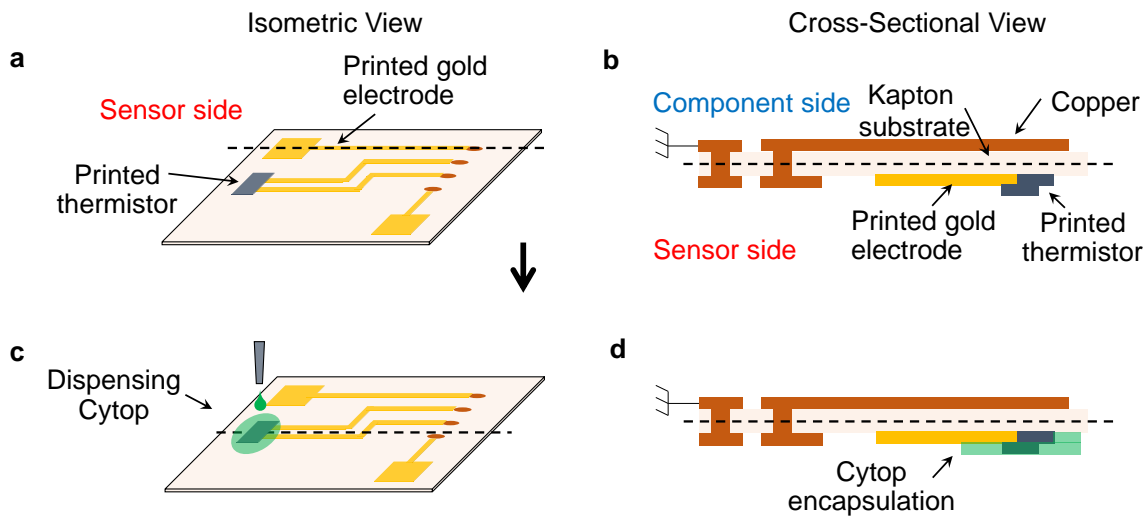 Isometric View
Cross-Sectional View
a
Printed gold
electrode
Sensor side
Printed
thermistor
b
Component side
Kapton
substrate
Copper
Printed gold
electrode
Printed
thermistor
Sensor side
c
Dispensing
Cytop
d
Cytop
encapsulation